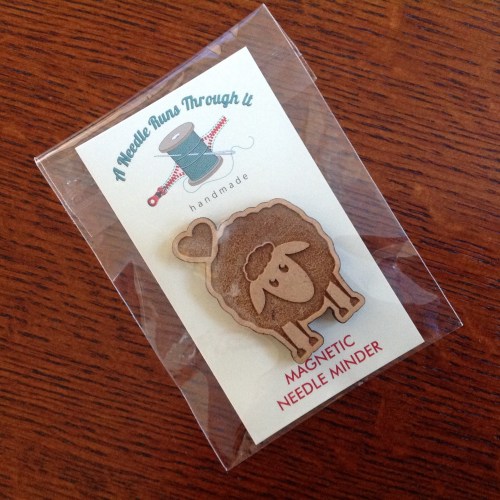 A Needle Runs Through It
handmade
MAGNETIC
NEEDLE MINDER